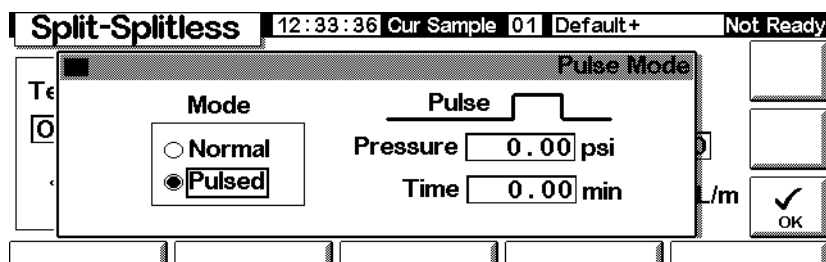 Split-Splitless 12:33:36 Cur Sample 01 Default+ Not Ready
Pulse Mode
Te
Mode
Pulse
O
Normal
Pressure 0.00 psi
Pulsed
Time 0.00 min
L/m
OK